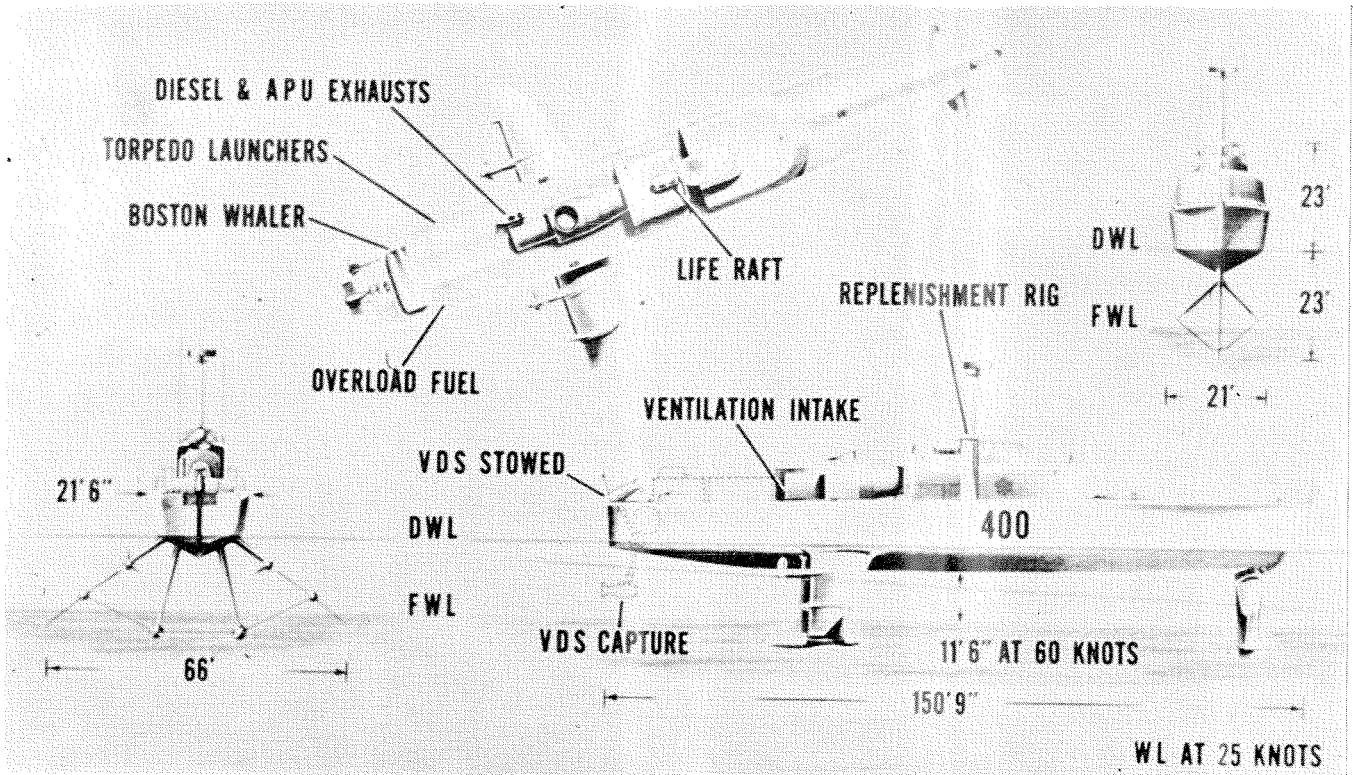 DIESEL & APU EXHAUSTS
TORPEDO LAUNCHERS
BOSTON WHALER
OVERLOAD FUEL
LIFE RAFT
REPLENISHMENT RIG
DWL
FWL
23'
23'
21'
VENTILATION INTAKE
VDS STOWED
21'6"
DWL
FWL
66'
400
VDS CAPTURE
11'6" AT 60 KNOTS
150'9"
WL AT 25 KNOTS